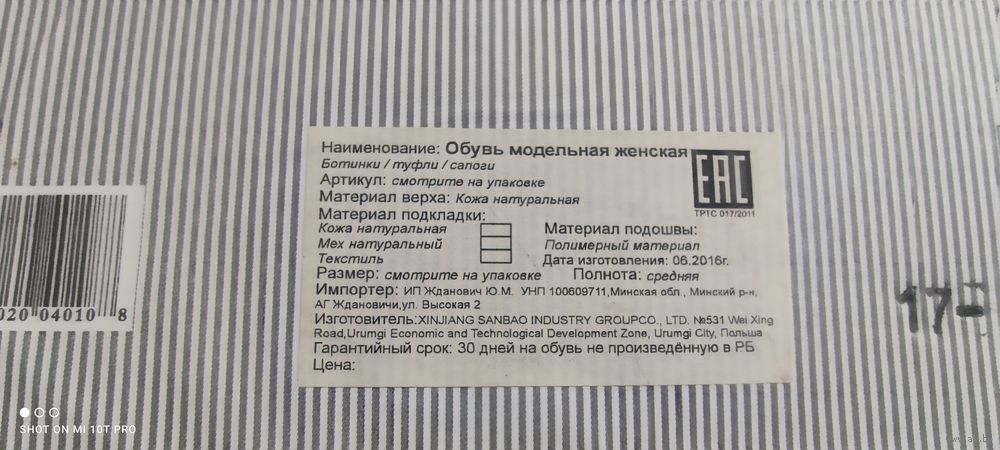 Наименование: Обувь модельная женская
Ботинки / туфли / сапоги
EAC
Артикул: смотрите на упаковке
Материал верха: Кожа натуральная
ТРТС 017/2011
Материал подкладки:
Кожа натуральная
Материал подошвы:
Мех натуральный
Полимерный материал
Текстиль
Дата изготовления: 06.2016г.
Размер: смотрите на упаковке
Полнота: средняя
Импортер: ИП Жданович Ю.М. УНП 100609711,Минская обл., Минский р-н,
АГ Ждановичи,ул. Высокая 2
Изготовитель:XINJIANG SANBAO INDUSTRY GROUPCO., LTD. №531 Wei Xing
Road,Urumgi Economic and Technological Development Zone, Urumgi City, Польша
Гарантийный срок: 30 дней на обувь не произведённую в РБ
Цена:
020 04010 8
17-
SHOT ON MI 10T PRO